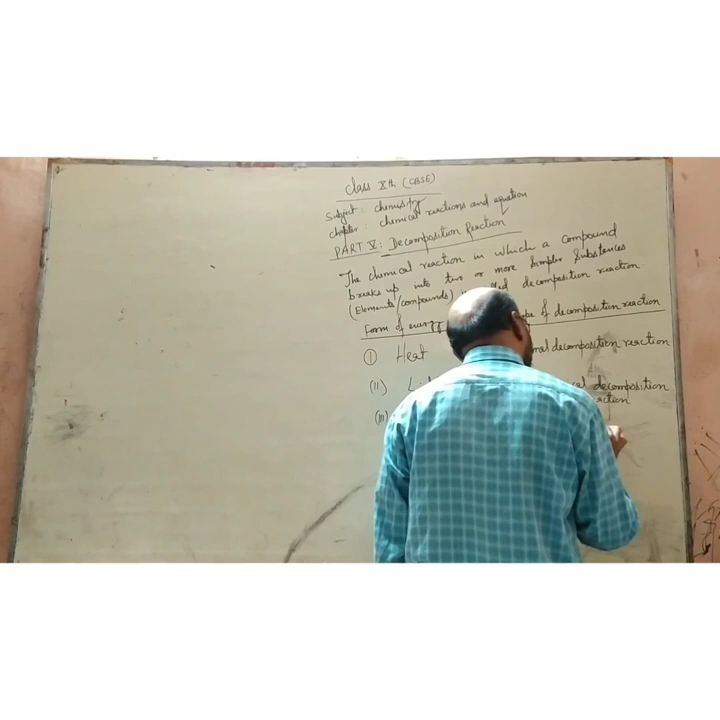 Class Xth (CBSE)
Subject: chemistry
chapter: chemical reactions and equation
PART V: Decomposition Reaction
The chemical reaction in which a compound
breaks up into two or more simpler substances
(Elements/compounds) decomposition reaction
Form of energy of decomposition reaction
(I) Heat decomposition reaction
(II) decomposition
(III)